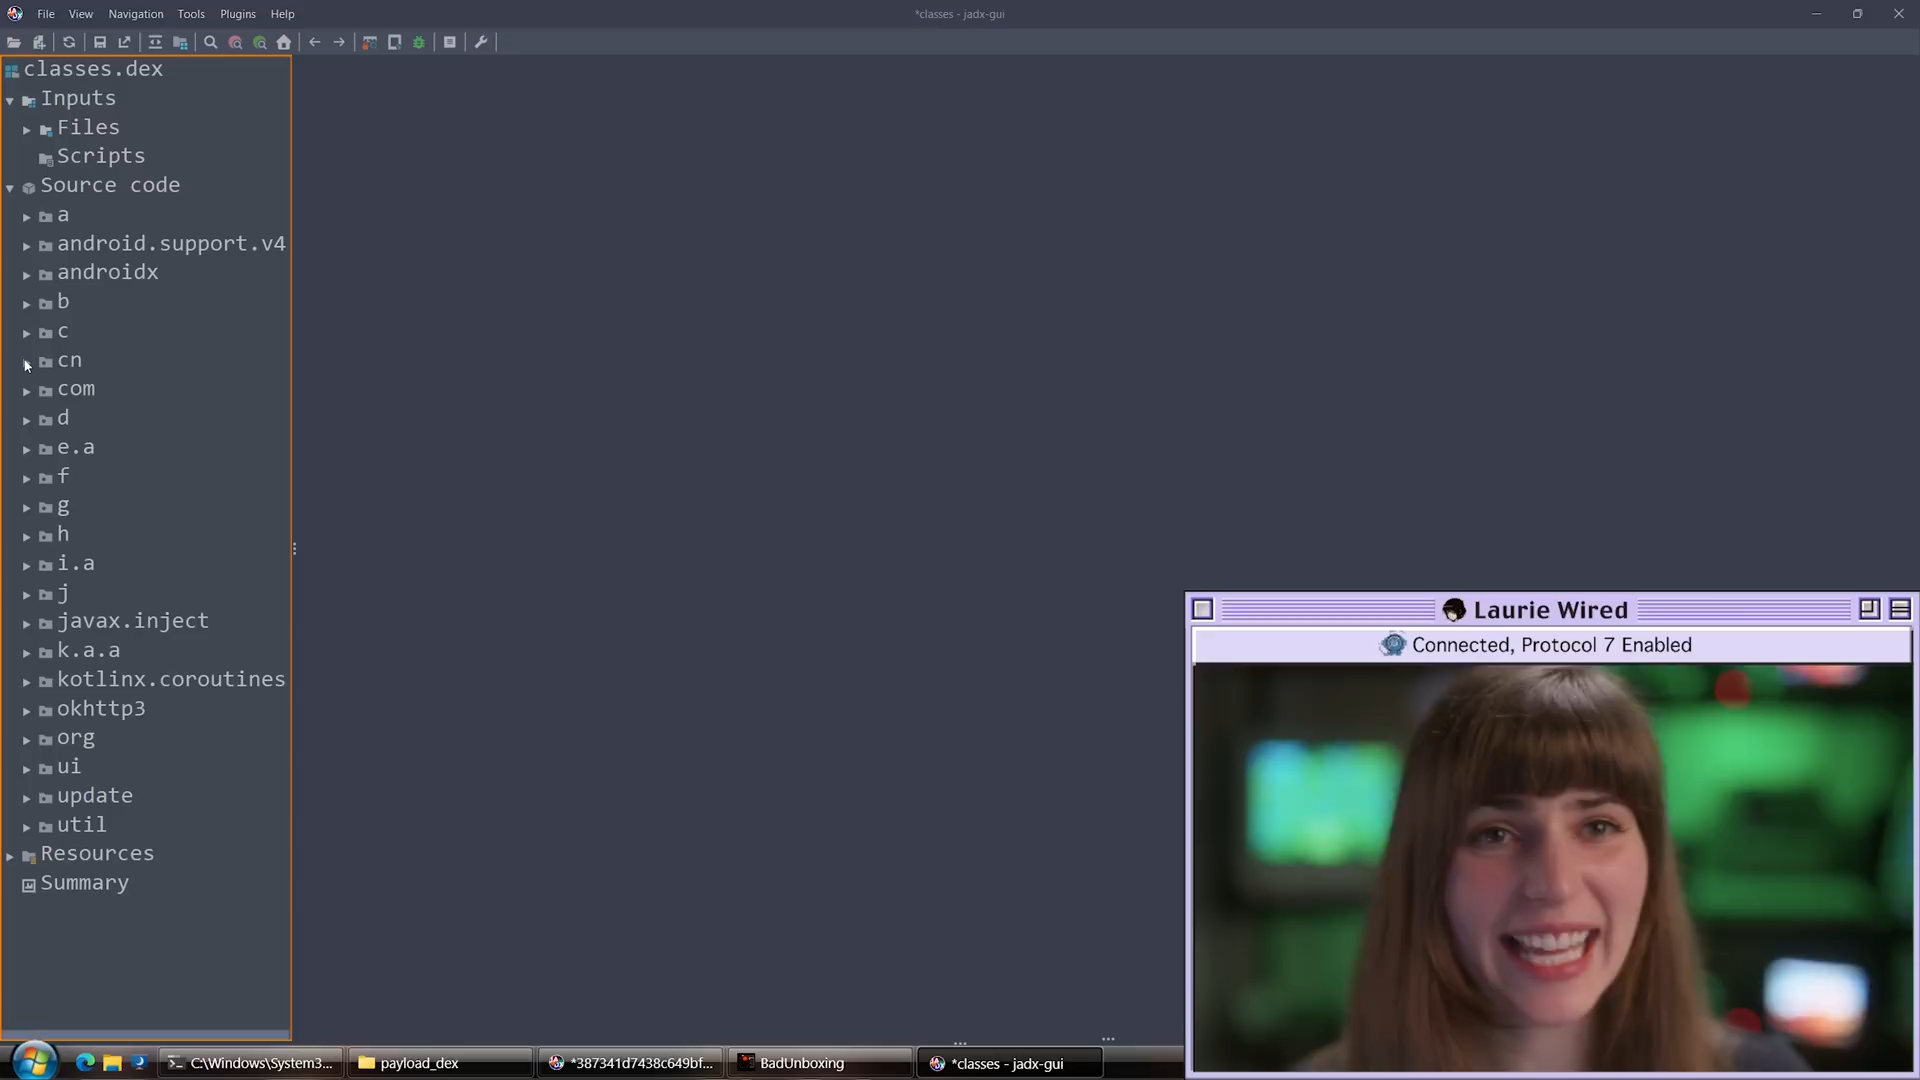 File View Navigation Tools Plugins Help
*classes - jadx-gui
classes.dex
Inputs
Files
Scripts
Source code
a
android.support.v4
androidx
b
c
cn
com
d
e.a
f
g
h
i.a
j
javax.inject
k.a.a
kotlinx.coroutines
okhttp3
org
ui
update
util
Resources
Summary
Laurie Wired
Connected, Protocol 7 Enabled
C:\Windows\System3... payload_dex *387341d7438c649bf... BadUnboxing *classes - jadx-gui